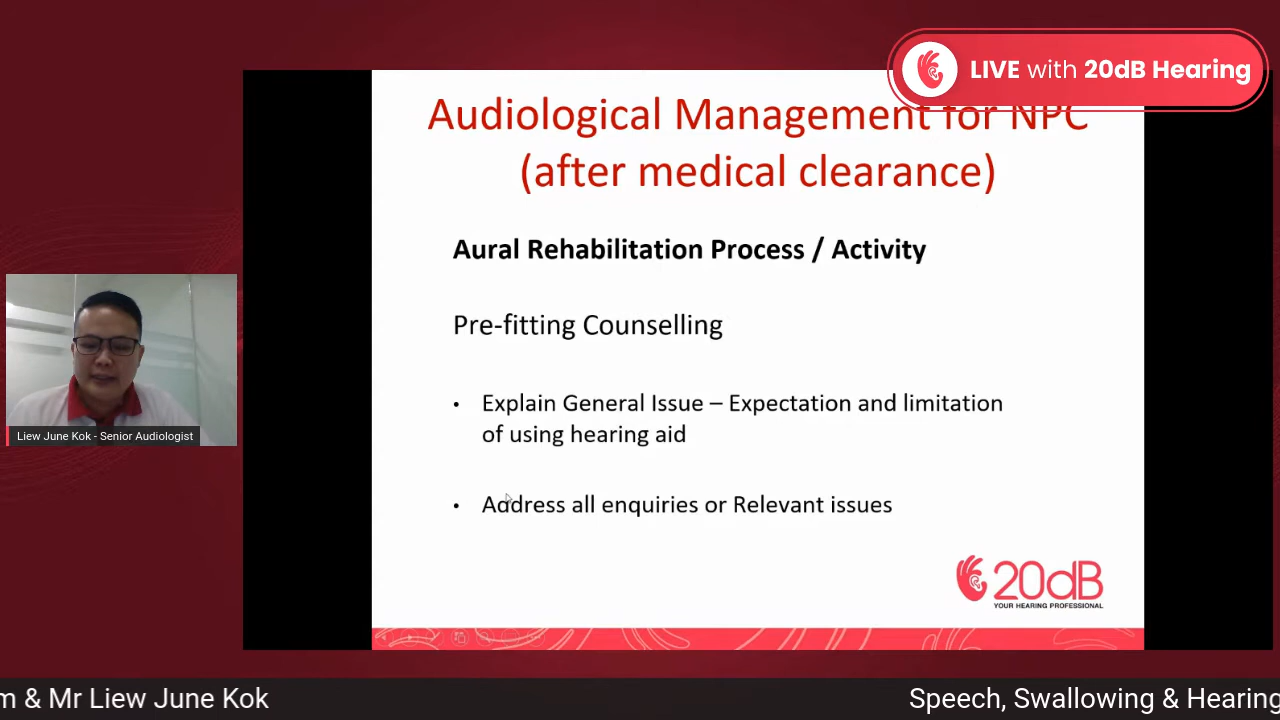 LIVE with 20dB Hearing
Audiological Management for NPC
(after medical clearance)
Aural Rehabilitation Process / Activity
Pre-fitting Counselling
• Explain General Issue – Expectation and limitation
of using hearing aid
• Address all enquiries or Relevant issues
20dB
YOUR HEARING PROFESSIONAL
Liew June Kok - Senior Audiologist
m & Mr Liew June Kok
Speech, Swallowing & Hearing